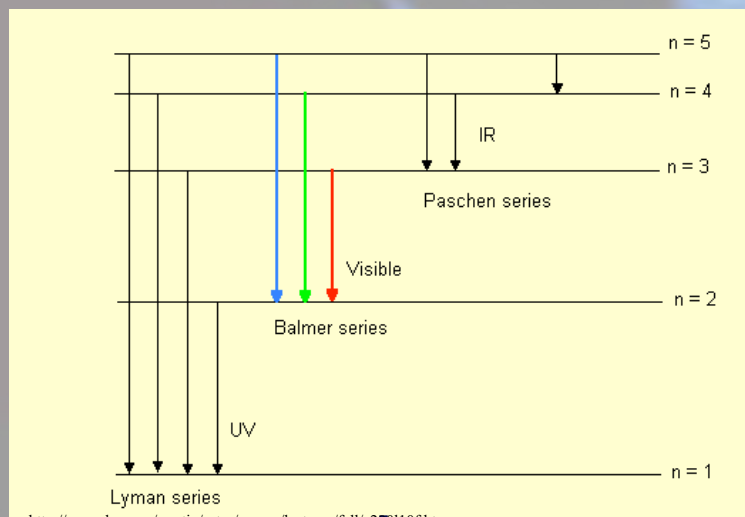 n = 5
n = 4
IR
n = 3
Paschen series
Visible
n = 2
Balmer series
UV
n = 1
Lyman series